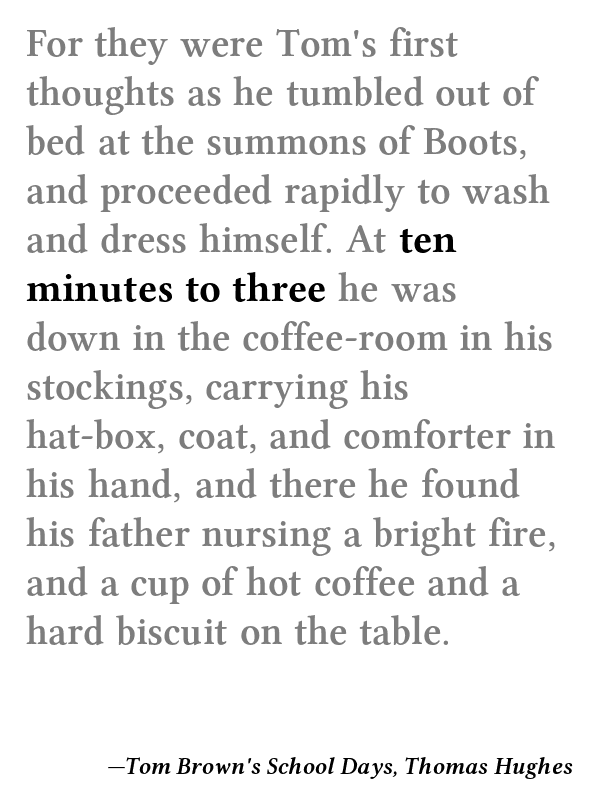 For they were Tom's first
thoughts as he tumbled out of
bed at the summons of Boots,
and proceeded rapidly to wash
and dress himself. At ten
minutes to three he was
down in the coffee-room in his
stockings, carrying his
hat-box, coat, and comforter in
his hand, and there he found
his father nursing a bright fire,
and a cup of hot coffee and a
hard biscuit on the table.
—Tom Brown's School Days, Thomas Hughes